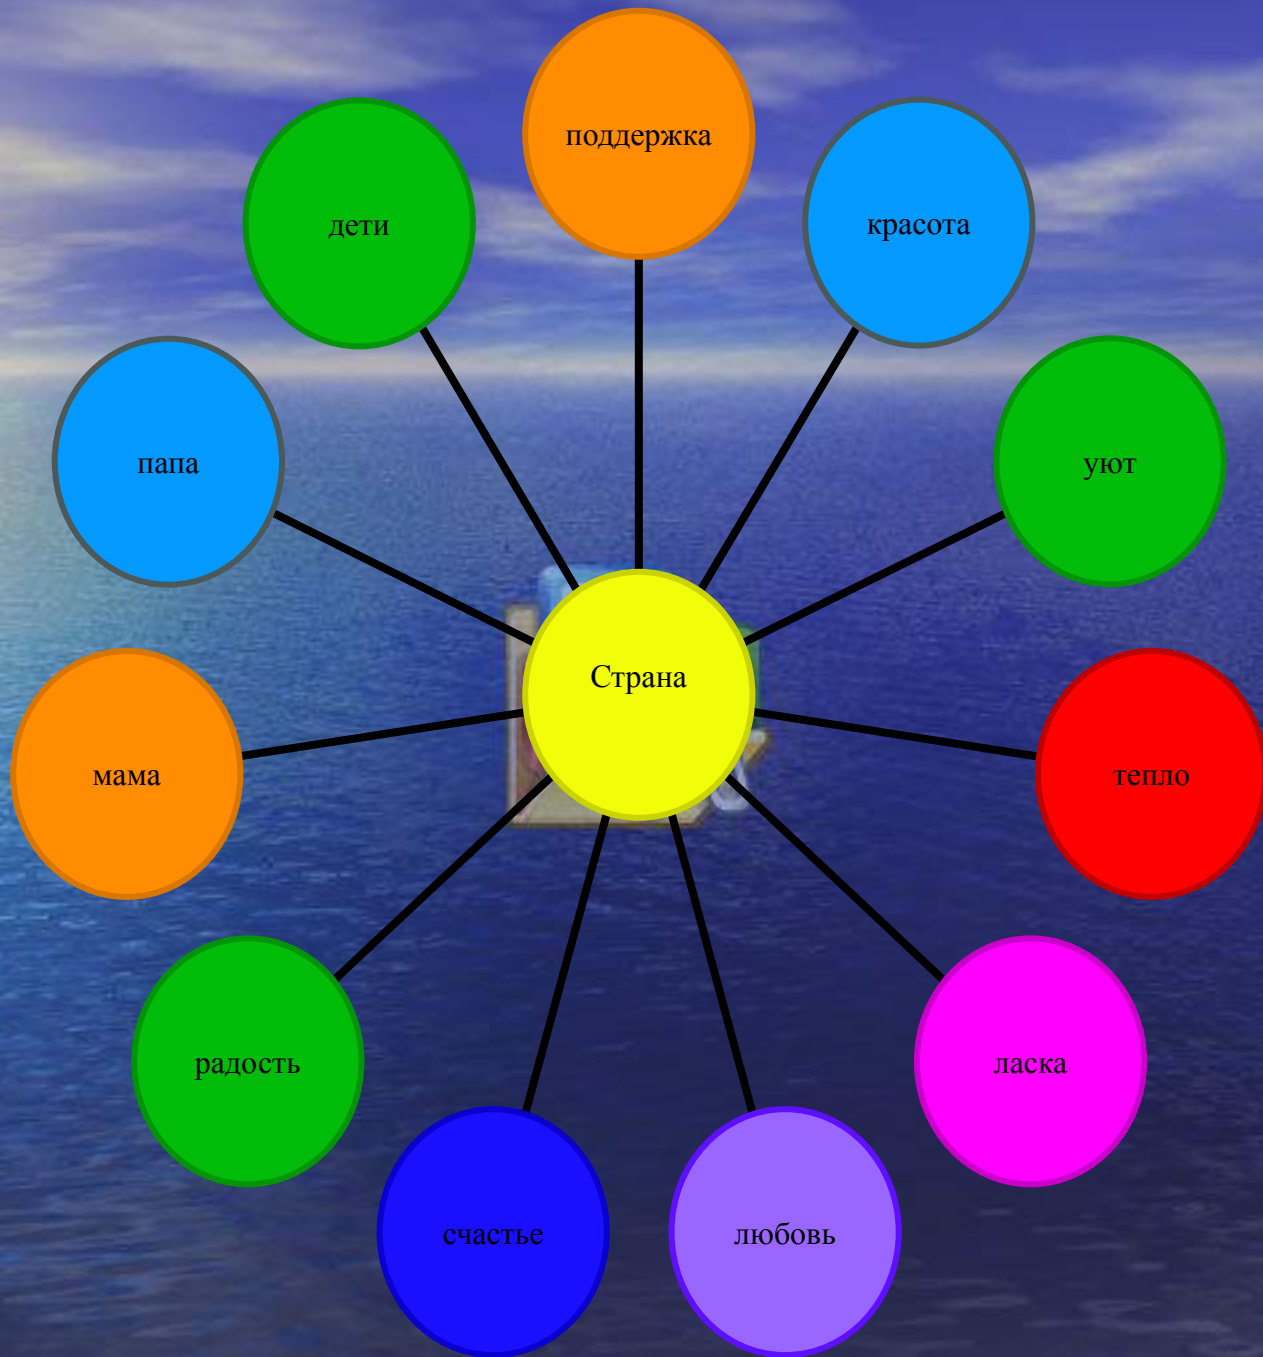 поддержка
дети
красота
папа
уют
Страна
мама
тепло
радость
ласка
счастье
любовь